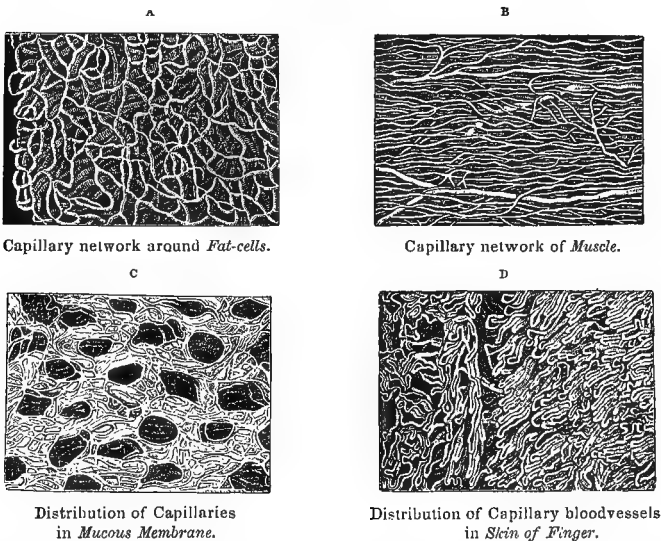 A
B
Capillary network around Fat-cells.
Capillary network of Muscle.
C
D
Distribution of Capillaries
in Mucous Membrane.
Distribution of Capillary bloodvessels
in Skin of Finger.